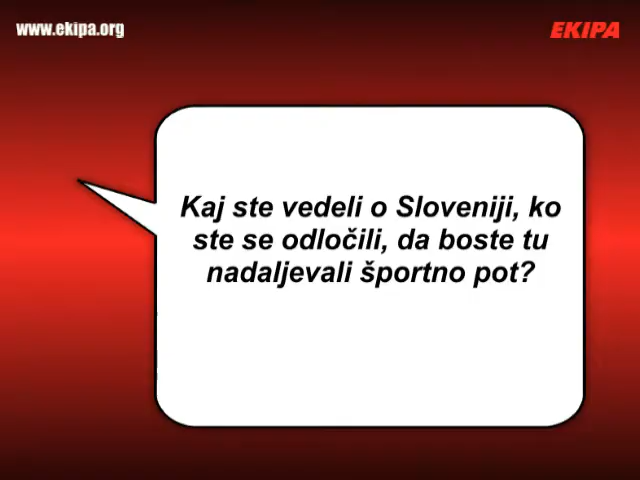 www.ekipa.org
EKIPA
Kaj ste vedeli o Sloveniji, ko
ste se odločili, da boste tu
nadaljevali športno pot?